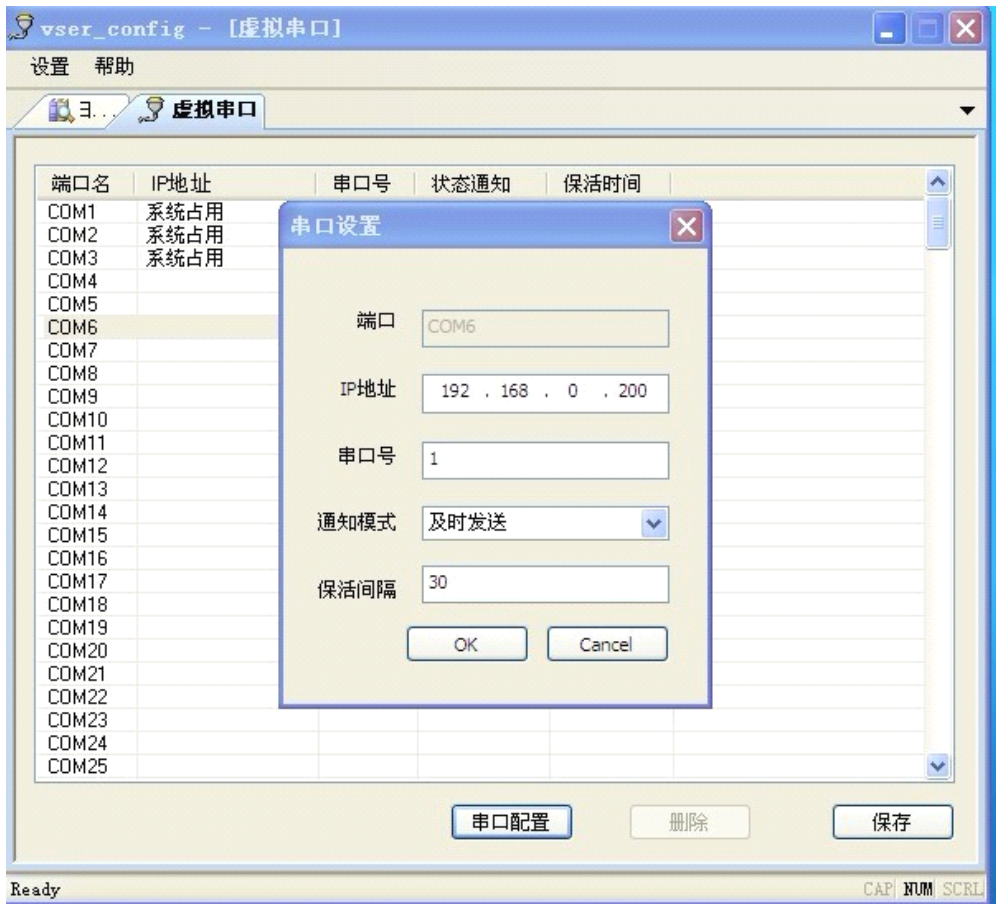 vser_config - [虚拟串口]
设置 帮助
ヨ... 虚拟串口
端口名 IP地址 串口号 状态通知 保活时间
COM1 系统占用
COM2 系统占用
COM3 系统占用
COM4
COM5
COM6
COM7
COM8
COM9
COM10
COM11
COM12
COM13
COM14
COM15
COM16
COM17
COM18
COM19
COM20
COM21
COM22
COM23
COM24
COM25
串口设置
端口 COM6
IP地址 192 . 168 . 0 . 200
串口号 1
通知模式 及时发送
保活间隔 30
OK Cancel
串口配置 删除 保存
Ready CAP NUM SCRL